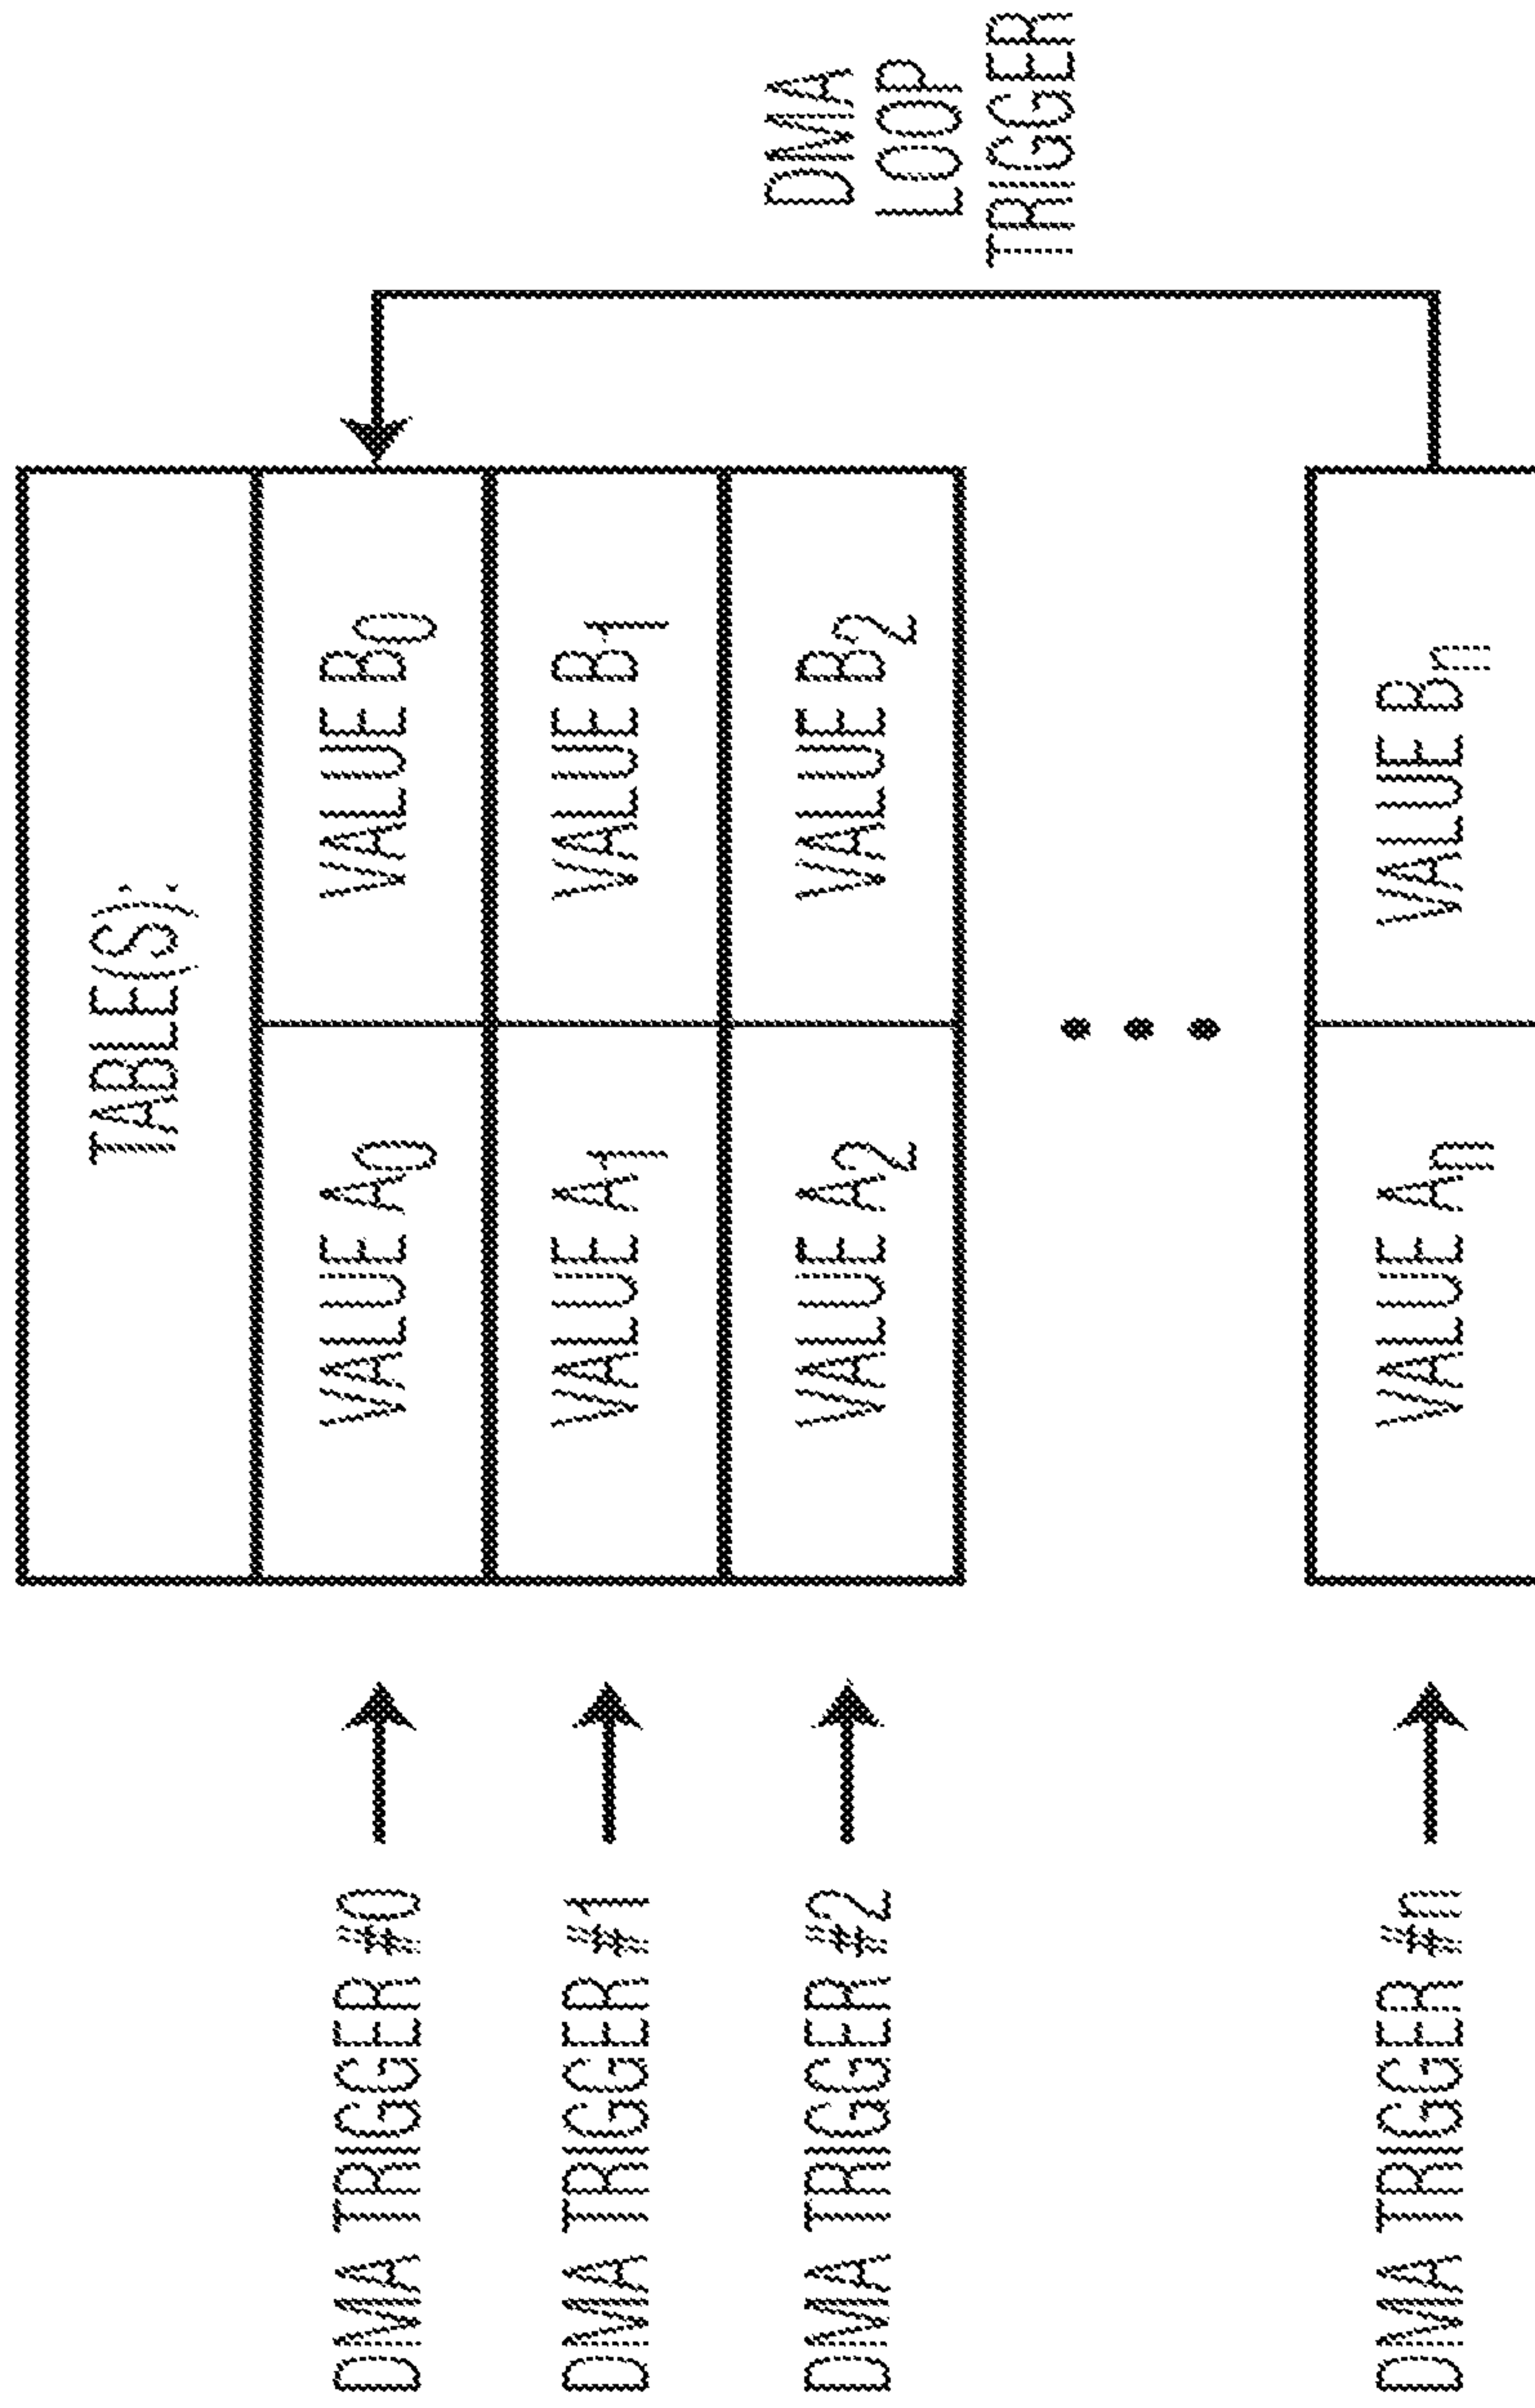 TABLE(S):
DMA TRIGGER #0
VALUE A0
VALUE B0
DMA TRIGGER #1
VALUE A1
VALUE B1
DMA TRIGGER #2
VALUE A2
VALUE B2
DMA TRIGGER #n
VALUE An
VALUE Bn
DMA
LOOP
TRIGGER